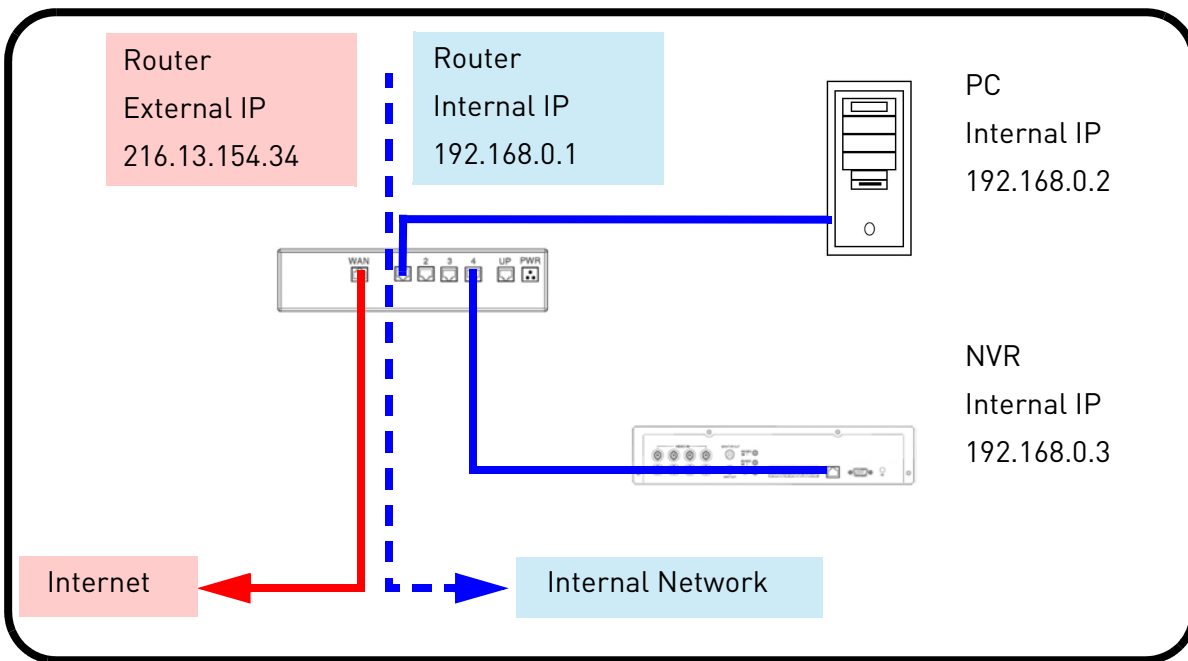 Router
External IP
216.13.154.34
Router
Internal IP
192.168.0.1
PC
Internal IP
192.168.0.2
WAN
2
3
4
UP
PWR
NVR
Internal IP
192.168.0.3
Internet
Internal Network